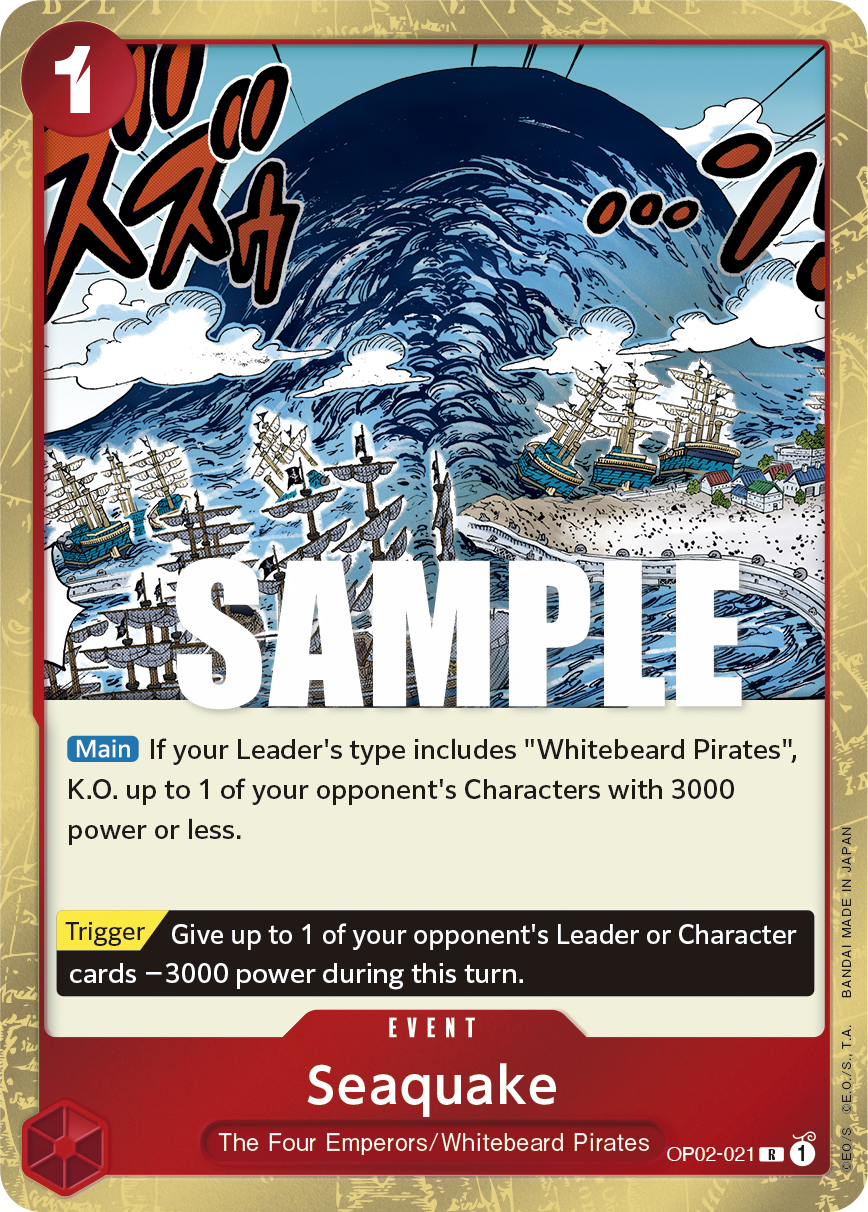 1
ズズズゥ
…!!
SAMPLE
Main If your Leader's type includes "Whitebeard Pirates",
K.O. up to 1 of your opponent's Characters with 3000
power or less.
Trigger Give up to 1 of your opponent's Leader or Character
cards −3000 power during this turn.
EVENT
Seaquake
The Four Emperors/Whitebeard Pirates
OP02-021 R 1
©EO/S ©E.O./S., T.A. BANDAI MADE IN JAPAN